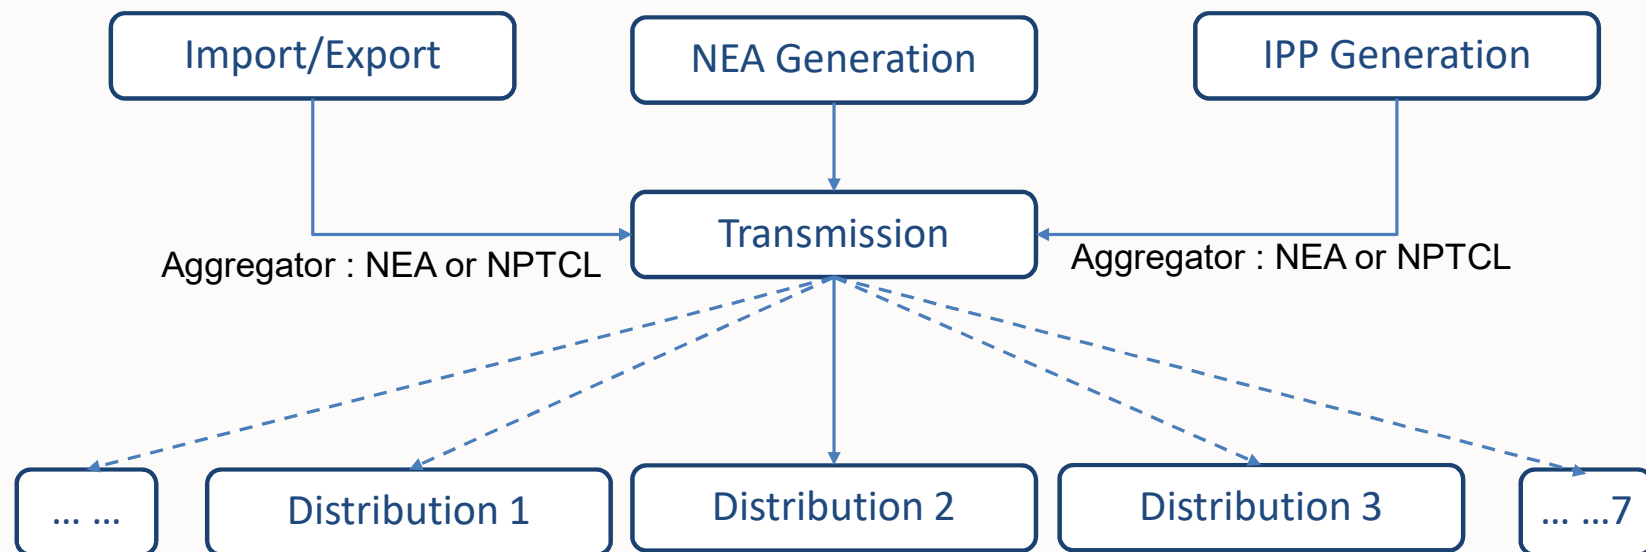 Import/Export
NEA Generation
IPP Generation
Transmission
Aggregator : NEA or NPTCL
Aggregator : NEA or NPTCL
... ...
Distribution 1
Distribution 2
Distribution 3
... ...7